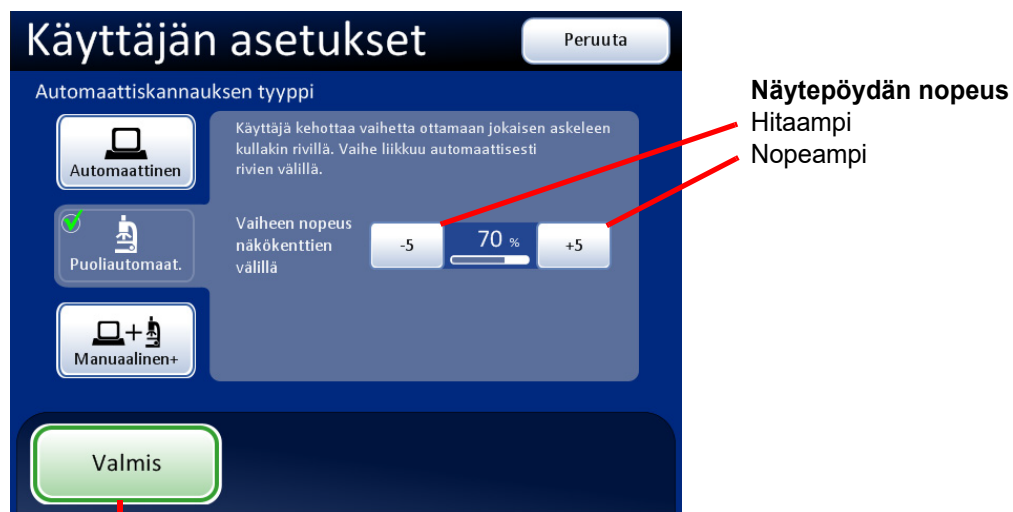 Käyttäjän asetukset
Peruuta
Automaattiskannauksen tyyppi
Automaattinen
Käyttäjä kehottaa vaihetta ottamaan jokaisen askeleen
kullakin rivillä. Vaihe liikkuu automaattisesti
rivien välillä.
Puoliautomaat.
Vaiheen nopeus
näkökenttien
välillä
-5
70 %
+5
Manuaalinen+
Valmis
Näytepöydän nopeus
Hitaampi
Nopeampi